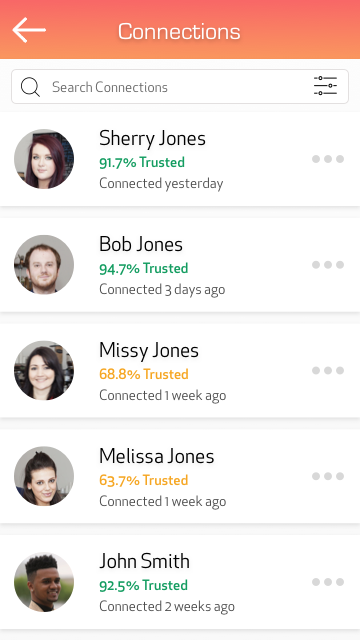 Connections
Search Connections
Sherry Jones
91.7% Trusted
Connected yesterday
Bob Jones
94.7% Trusted
Connected 3 days ago
Missy Jones
68.8% Trusted
Connected 1 week ago
Melissa Jones
63.7% Trusted
Connected 1 week ago
John Smith
92.5% Trusted
Connected 2 weeks ago